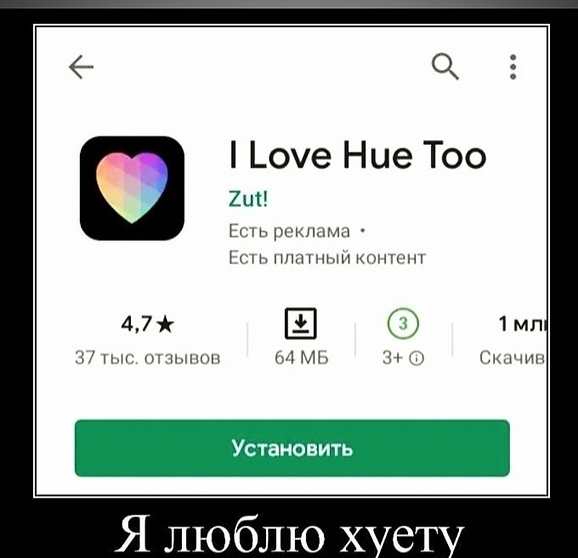 I Love Hue Too
Zut!
Есть реклама •
Есть платный контент
4,7★
37 тыс. отзывов
64 МБ
3
3+
1 мл
Скачив
Установить
Я люблю хуету